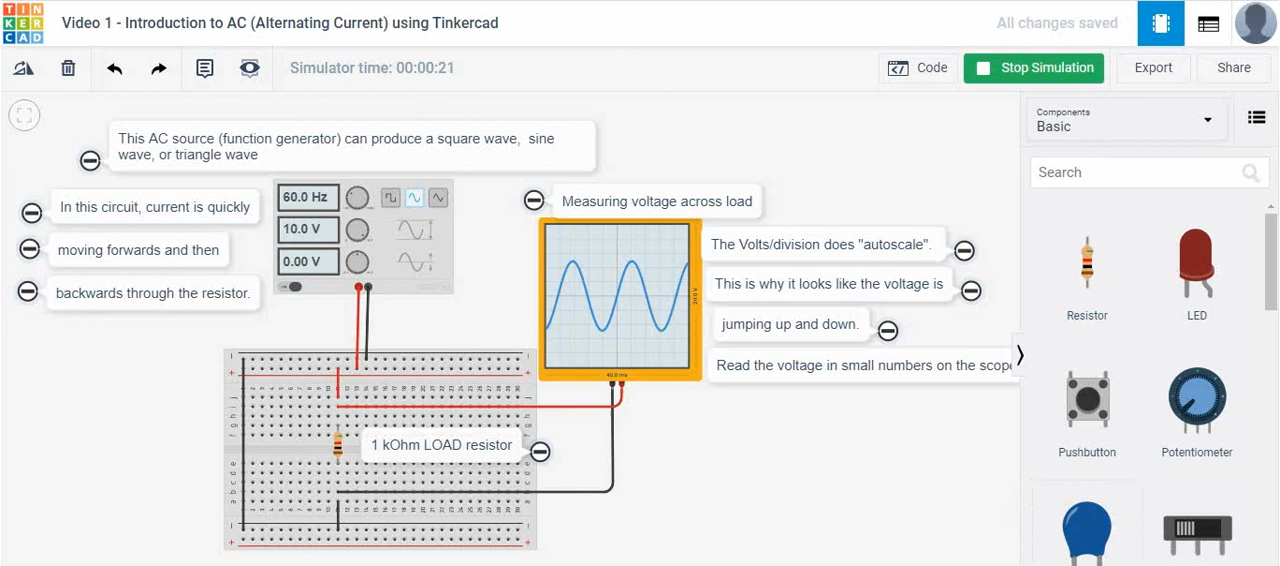 TIN
KER
CAD
Video 1 - Introduction to AC (Alternating Current) using Tinkercad
All changes saved
Simulator time: 00:00:21
Code
Stop Simulation
Export
Share
Components
Basic
Search
This AC source (function generator) can produce a square wave, sine
wave, or triangle wave
In this circuit, current is quickly
moving forwards and then
backwards through the resistor.
60.0 Hz
10.0 V
0.00 V
Measuring voltage across load
The Volts/division does "autoscale".
This is why it looks like the voltage is
jumping up and down.
Read the voltage in small numbers on the scope
1 kOhm LOAD resistor
Resistor
LED
Pushbutton
Potentiometer